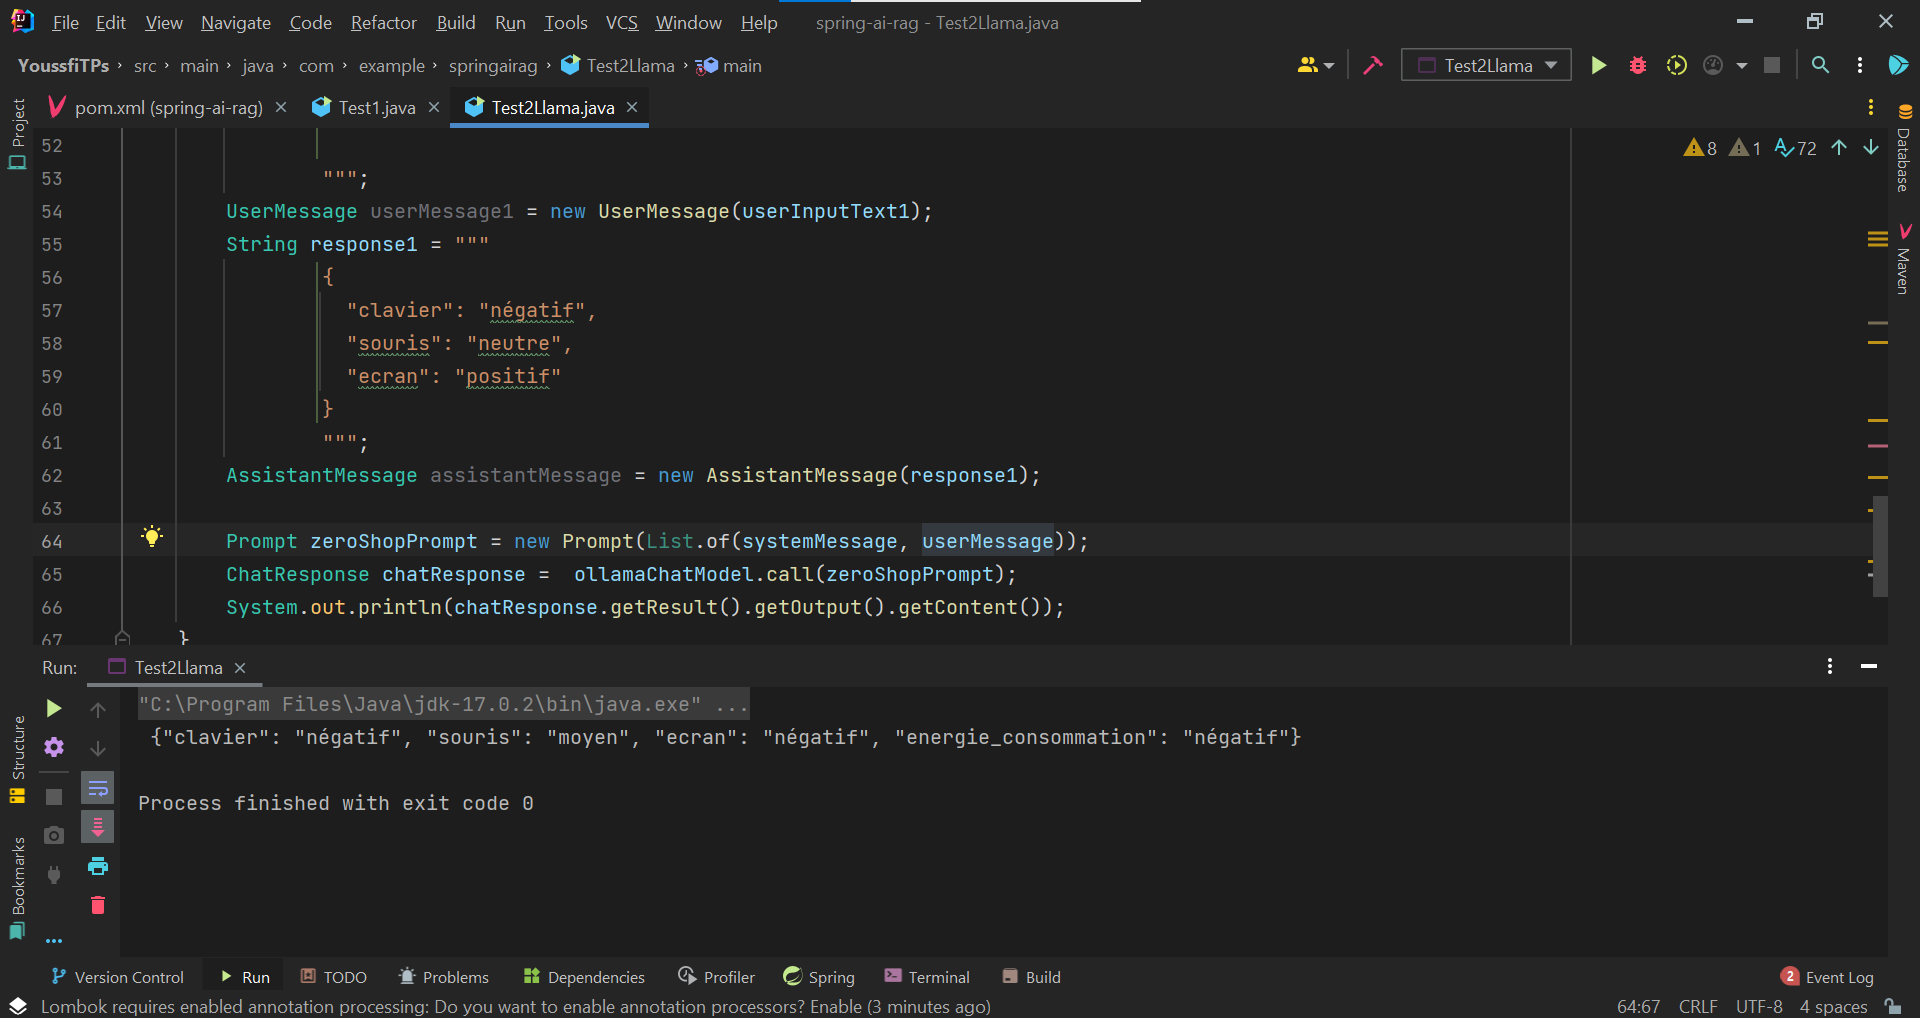 File Edit View Navigate Code Refactor Build Run Tools VCS Window Help spring-ai-rag - Test2Llama.java
YoussfiTPs › src › main › java › com › example › springairag › Test2Llama › main Test2Llama
pom.xml (spring-ai-rag) × Test1.java × Test2Llama.java ×
Project
Database
Maven
8 1 72
52
53 """;
54 UserMessage userMessage1 = new UserMessage(userInputText1);
55 String response1 = """
56 {
57 "clavier": "négatif",
58 "souris": "neutre",
59 "ecran": "positif"
60 }
61 """;
62 AssistantMessage assistantMessage = new AssistantMessage(response1);
63
64 Prompt zeroShopPrompt = new Prompt(List.of(systemMessage, userMessage));
65 ChatResponse chatResponse =  ollamaChatModel.call(zeroShopPrompt);
66 System.out.println(chatResponse.getResult().getOutput().getContent());
67 }
Run: Test2Llama ×
"C:\Program Files\Java\jdk-17.0.2\bin\java.exe" ...
{"clavier": "négatif", "souris": "moyen", "ecran": "négatif", "energie_consommation": "négatif"}
Process finished with exit code 0
Structure
Bookmarks
Version Control Run TODO Problems Dependencies Profiler Spring Terminal Build 2 Event Log
Lombok requires enabled annotation processing: Do you want to enable annotation processors? Enable (3 minutes ago) 64:67 CRLF UTF-8 4 spaces